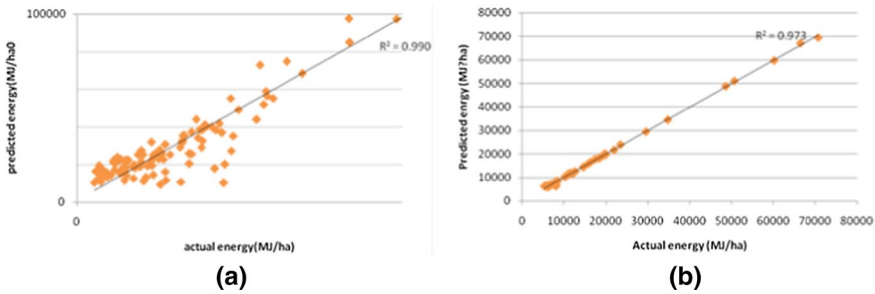 100000
predicted energy(MJ/ha0
0
R² = 0.990
0
actual energy(MJ/ha)
(a)
80000
70000
60000
50000
40000
30000
20000
10000
0
Predicted enrgy (MJ?ha)
R² = 0.973
0 10000 20000 30000 40000 50000 60000 70000 80000
Actual energy (MJ/ha)
(b)